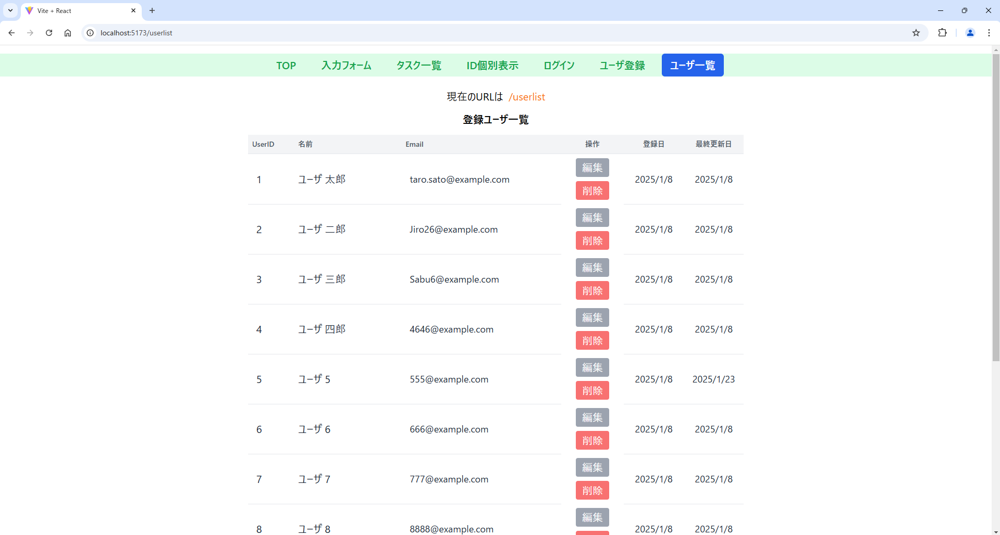 Vite + React
localhost:5173/userlist
TOP 入力フォーム タスク一覧 ID個別表示 ログイン ユーザ登録 ユーザ一覧
現在のURLは /userlist
登録ユーザ一覧
UserID 名前 Email 操作 登録日 最終更新日
編集
1 ユーザ 太郎 taro.sato@example.com 2025/1/8 2025/1/8
削除
編集
2 ユーザ 二郎 Jiro26@example.com 2025/1/8 2025/1/8
削除
編集
3 ユーザ 三郎 Sabu6@example.com 2025/1/8 2025/1/8
削除
編集
4 ユーザ 四郎 4646@example.com 2025/1/8 2025/1/8
削除
編集
5 ユーザ 5 555@example.com 2025/1/8 2025/1/23
削除
編集
6 ユーザ 6 666@example.com 2025/1/8 2025/1/8
削除
編集
7 ユーザ 7 777@example.com 2025/1/8 2025/1/8
削除
編集
8 ユーザ 8 8888@example.com 2025/1/8 2025/1/8